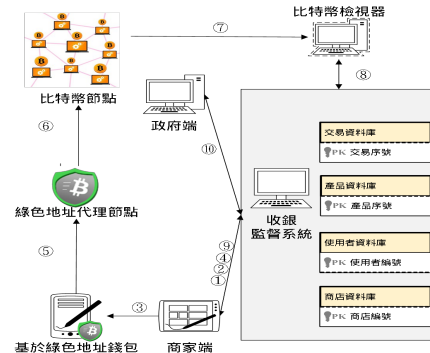 比特幣檢視器
⑦
比特幣節點
政府端
⑧
⑥
⑩
交易資料庫
PK 交易序號
綠色地址代理節點
收銀
監督系統
產品資料庫
PK 產品序號
⑤
⑨
④
②
①
使用者資料庫
PK 使用者編號
③
基於綠色地址錢包
商家端
商店資料庫
PK 商店編號